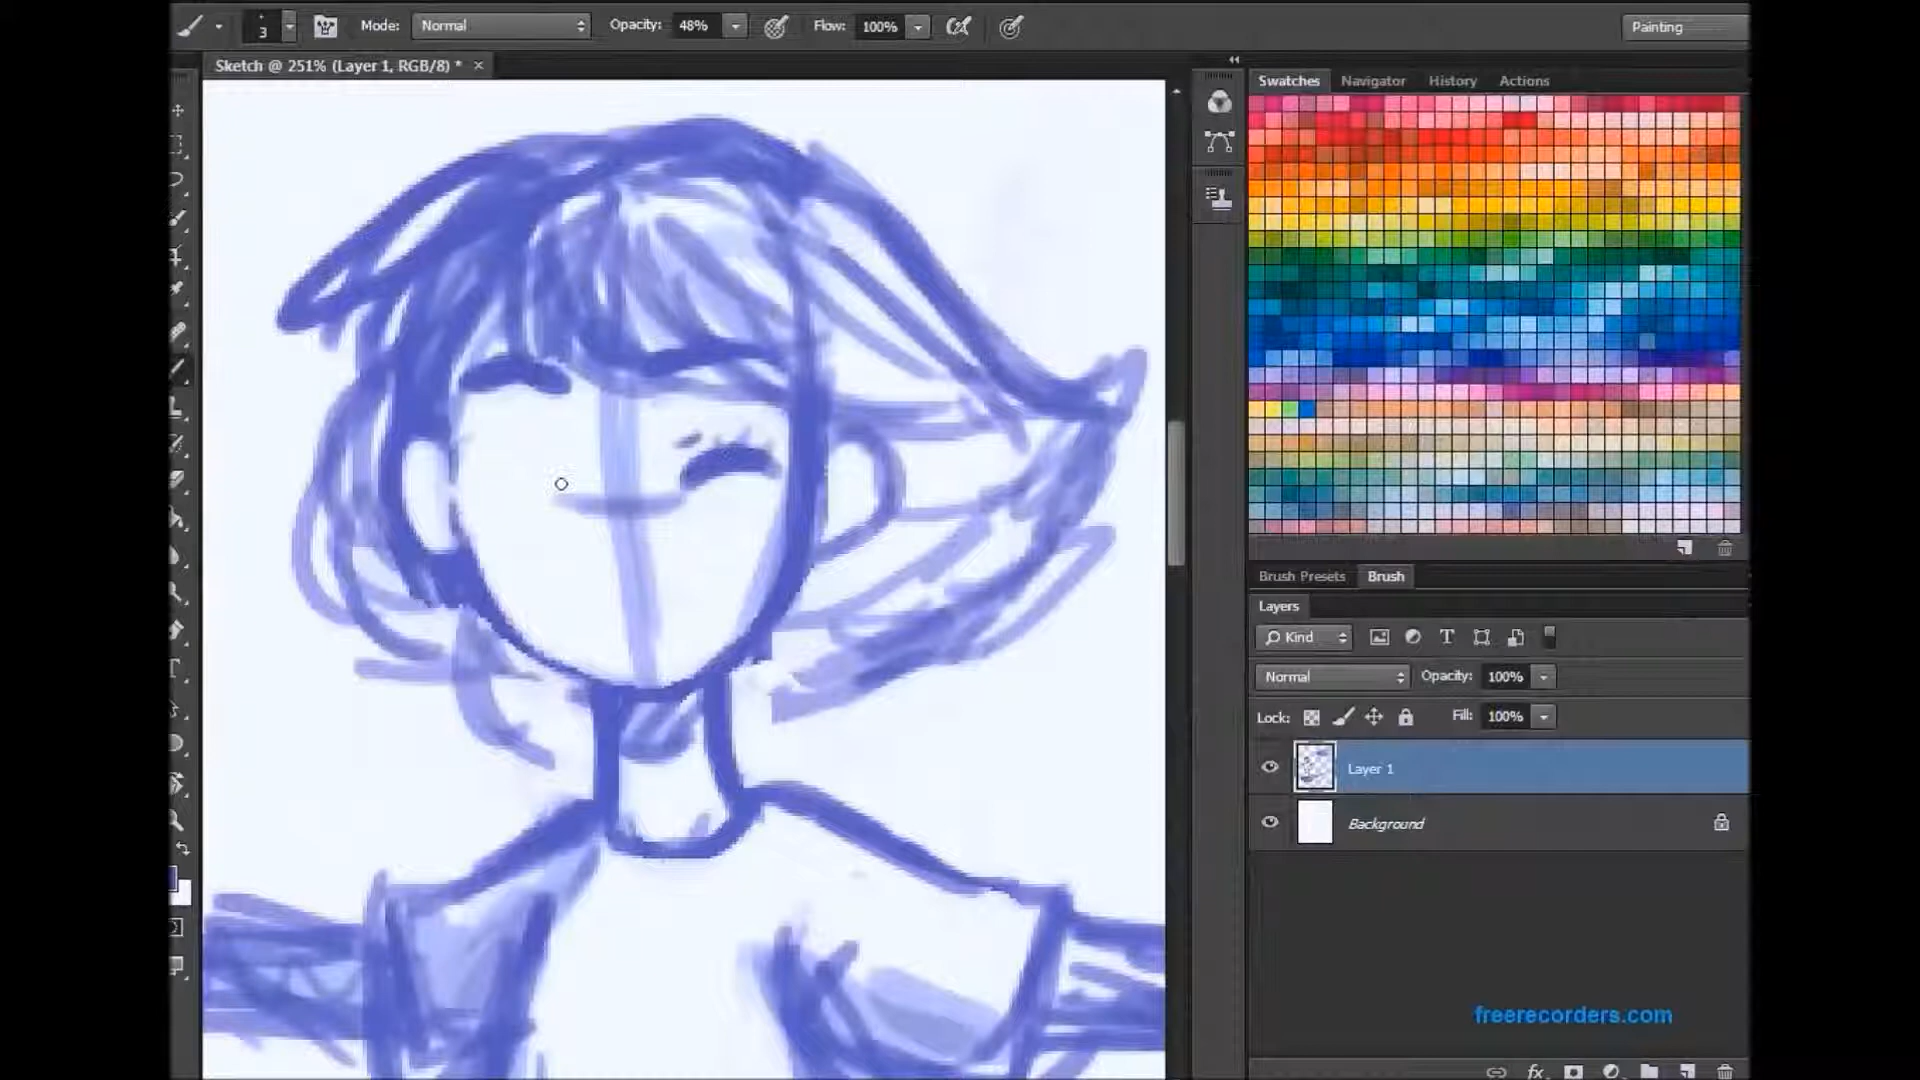 3 Mode: Normal Opacity: 48% Flow: 100% Painting
Sketch @ 251% (Layer 1, RGB/8) * ×
Swatches Navigator History Actions
Brush Presets Brush
Layers
Kind T
Normal Opacity: 100%
Lock: Fill: 100%
Layer 1
Background
freerecorders.com
fx